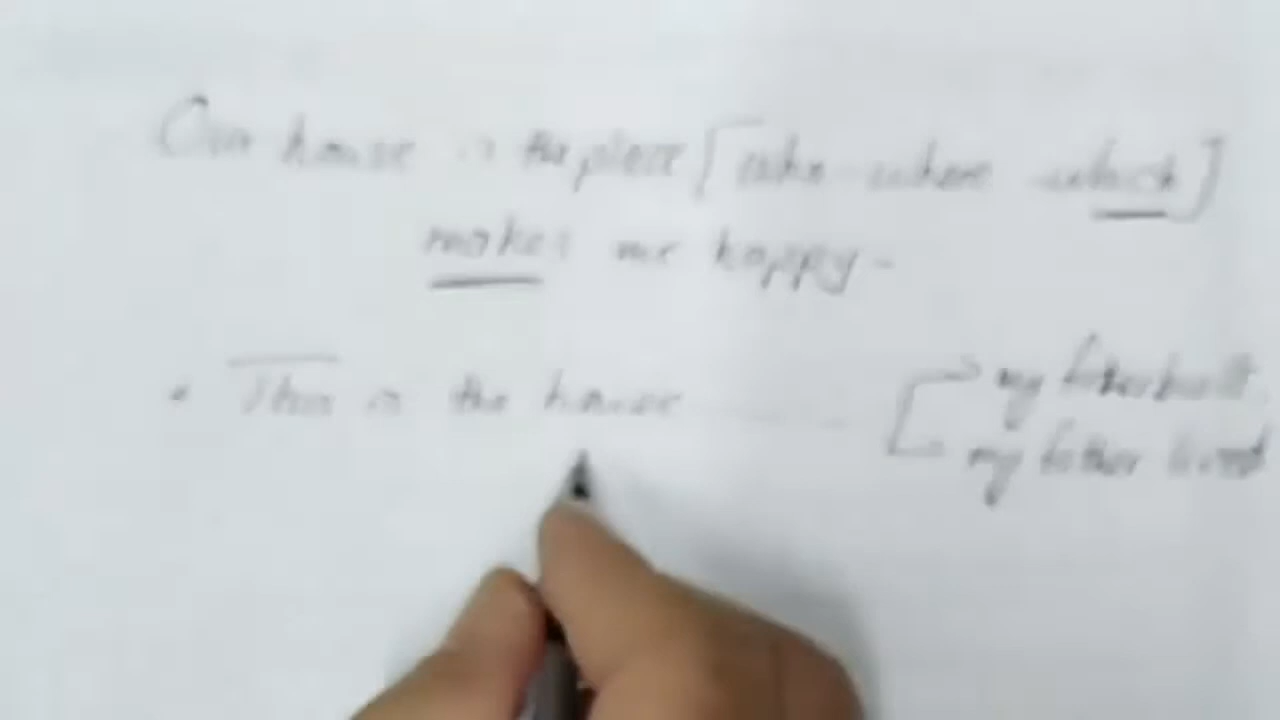 Our house is the place [who - where - which]
makes me happy -
• This is the house ........ my father built
my father lived